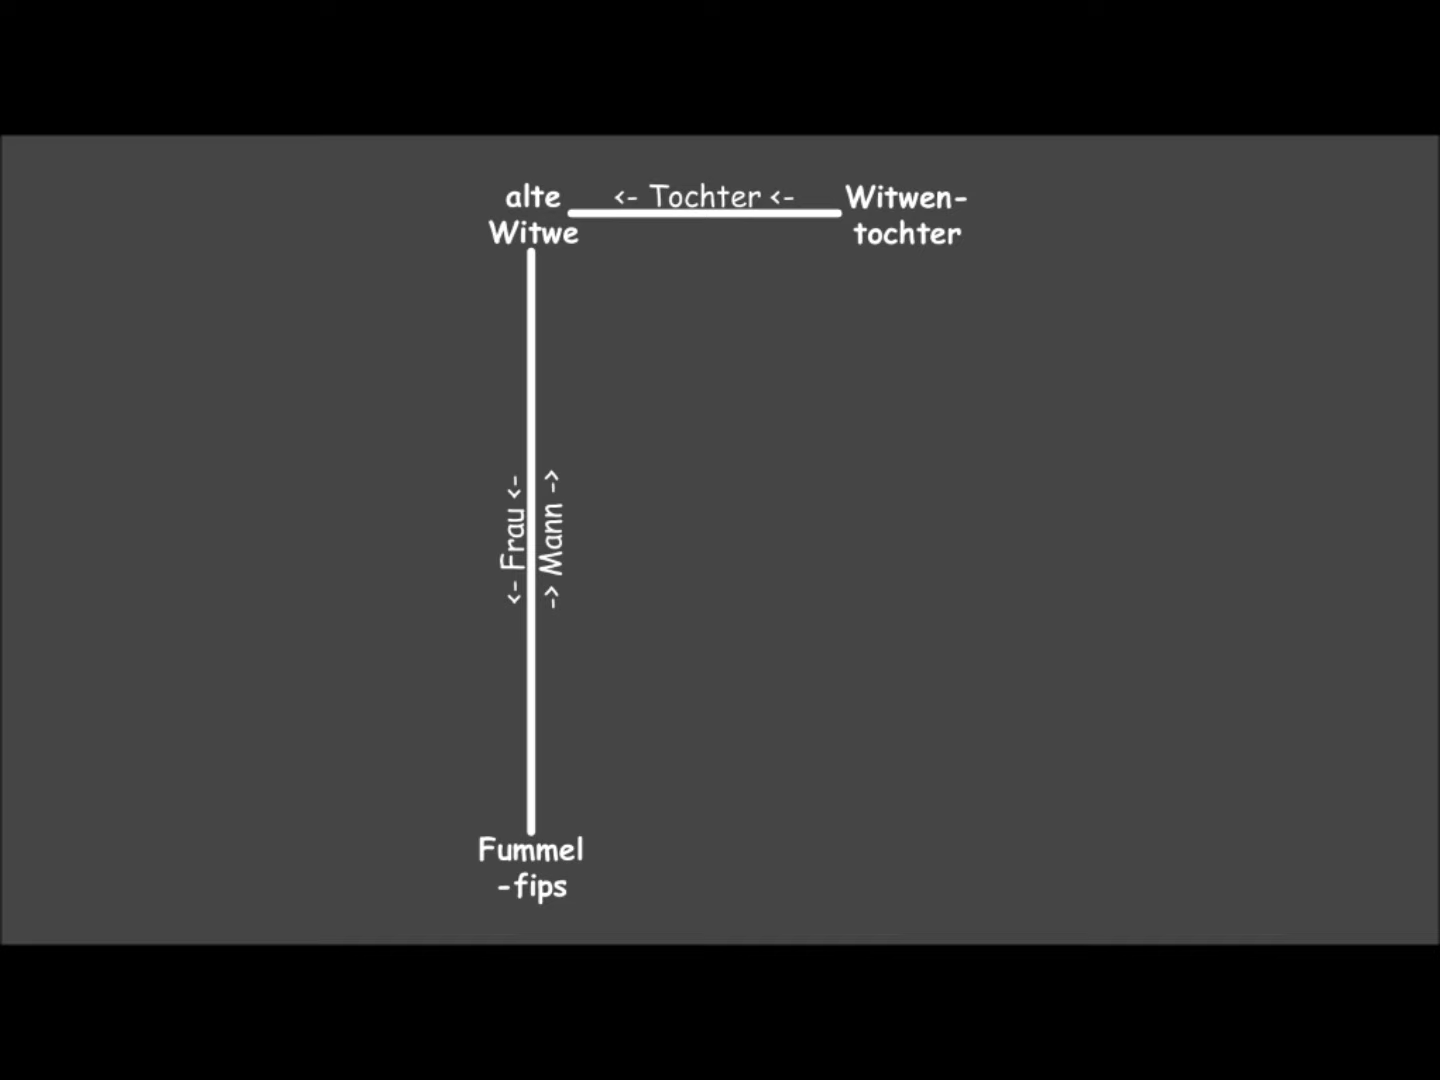 alte
Witwe
<- Tochter <-
Witwen-
tochter
<- Frau <-
-> Mann ->
Fummel
-fips